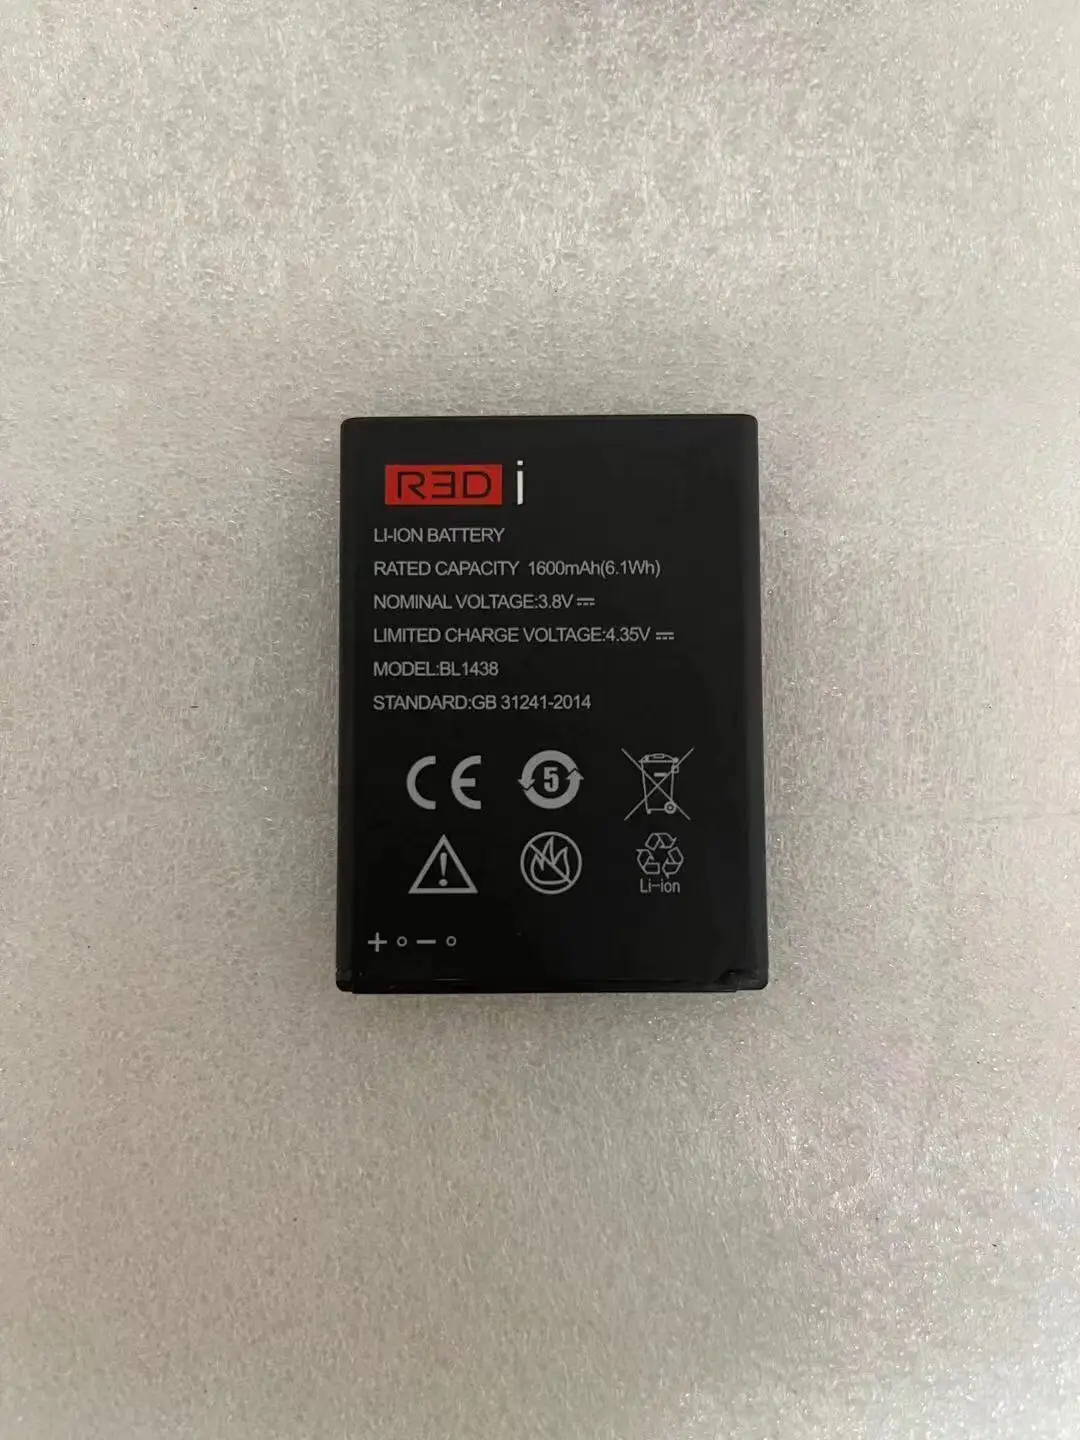 R3D i
LI-ION BATTERY
RATED CAPACITY 1600mAh(6.1Wh)
NOMINAL VOLTAGE:3.8V⎓
LIMITED CHARGE VOLTAGE:4.35V⎓
MODEL:BL1438
STANDARD:GB 31241-2014
CE 5
Li-ion
+ ∘ − ∘